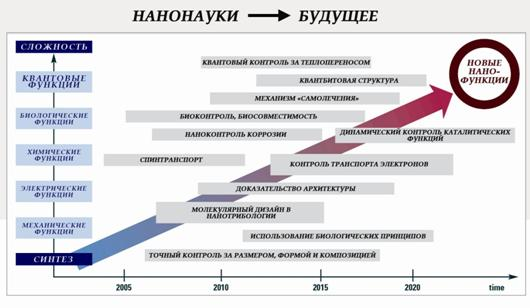 НАНОНАУКИ БУДУЩЕЕ
СЛОЖНОСТЬ
КВАНТОВЫЕ
ФУНКЦИИ
БИОЛОГИЧЕСКИЕ
ФУНКЦИИ
ХИМИЧЕСКИЕ
ФУНКЦИИ
ЭЛЕКТРИЧЕСКИЕ
ФУНКЦИИ
МЕХАНИЧЕСКИЕ
ФУНКЦИИ
СИНТЕЗ
КВАНТОВЫЙ КОНТРОЛЬ ЗА ТЕПЛОПЕРЕНОСОМ
КВАНТБИТОВАЯ СТРУКТУРА
МЕХАНИЗМ «САМОЛЕЧЕНИЯ»
БИОКОНТРОЛЬ, БИОСОВМЕСТИМОСТЬ
НАНОКОНТРОЛЬ КОРРОЗИИ
ДИНАМИЧЕСКИЙ КОНТРОЛЬ КАТАЛИТИЧЕСКИХ
ФУНКЦИЙ
СПИНТРАНСПОРТ
КОНТРОЛЬ ТРАНСПОРТА ЭЛЕКТРОНОВ
ДОКАЗАТЕЛЬСТВО АРХИТЕКТУРЫ
МОЛЕКУЛЯРНЫЙ ДИЗАЙН В
НАНОТРИБОЛОГИИ
ИСПОЛЬЗОВАНИЕ БИОЛОГИЧЕСКИХ ПРИНЦИПОВ
ТОЧНЫЙ КОНТРОЛЬ ЗА РАЗМЕРОМ, ФОРМОЙ И КОМПОЗИЦИЕЙ
НОВЫЕ
НАНО-
ФУНКЦИИ
2005 2010 2015 2020 time